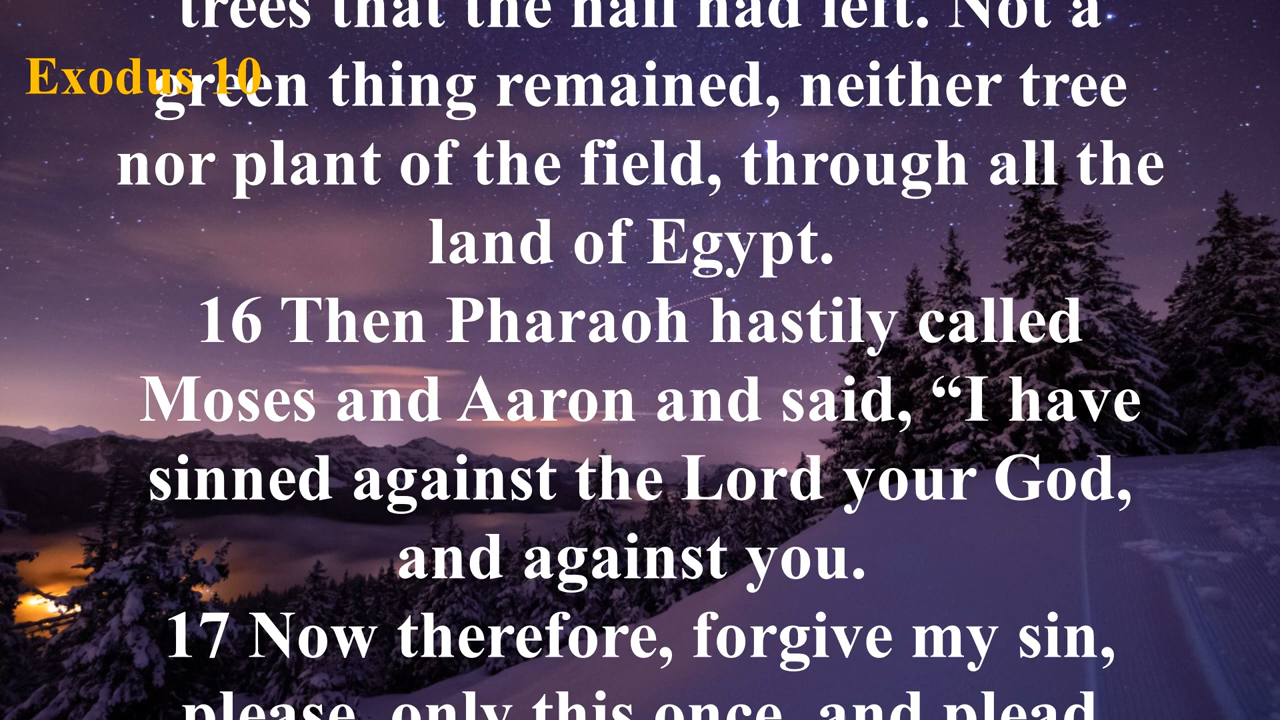 trees that the hail had left. Not a
Exodus 10
green thing remained, neither tree
nor plant of the field, through all the
land of Egypt.
16 Then Pharaoh hastily called
Moses and Aaron and said, “I have
sinned against the Lord your God,
and against you.
17 Now therefore, forgive my sin,
please, only this once, and plead